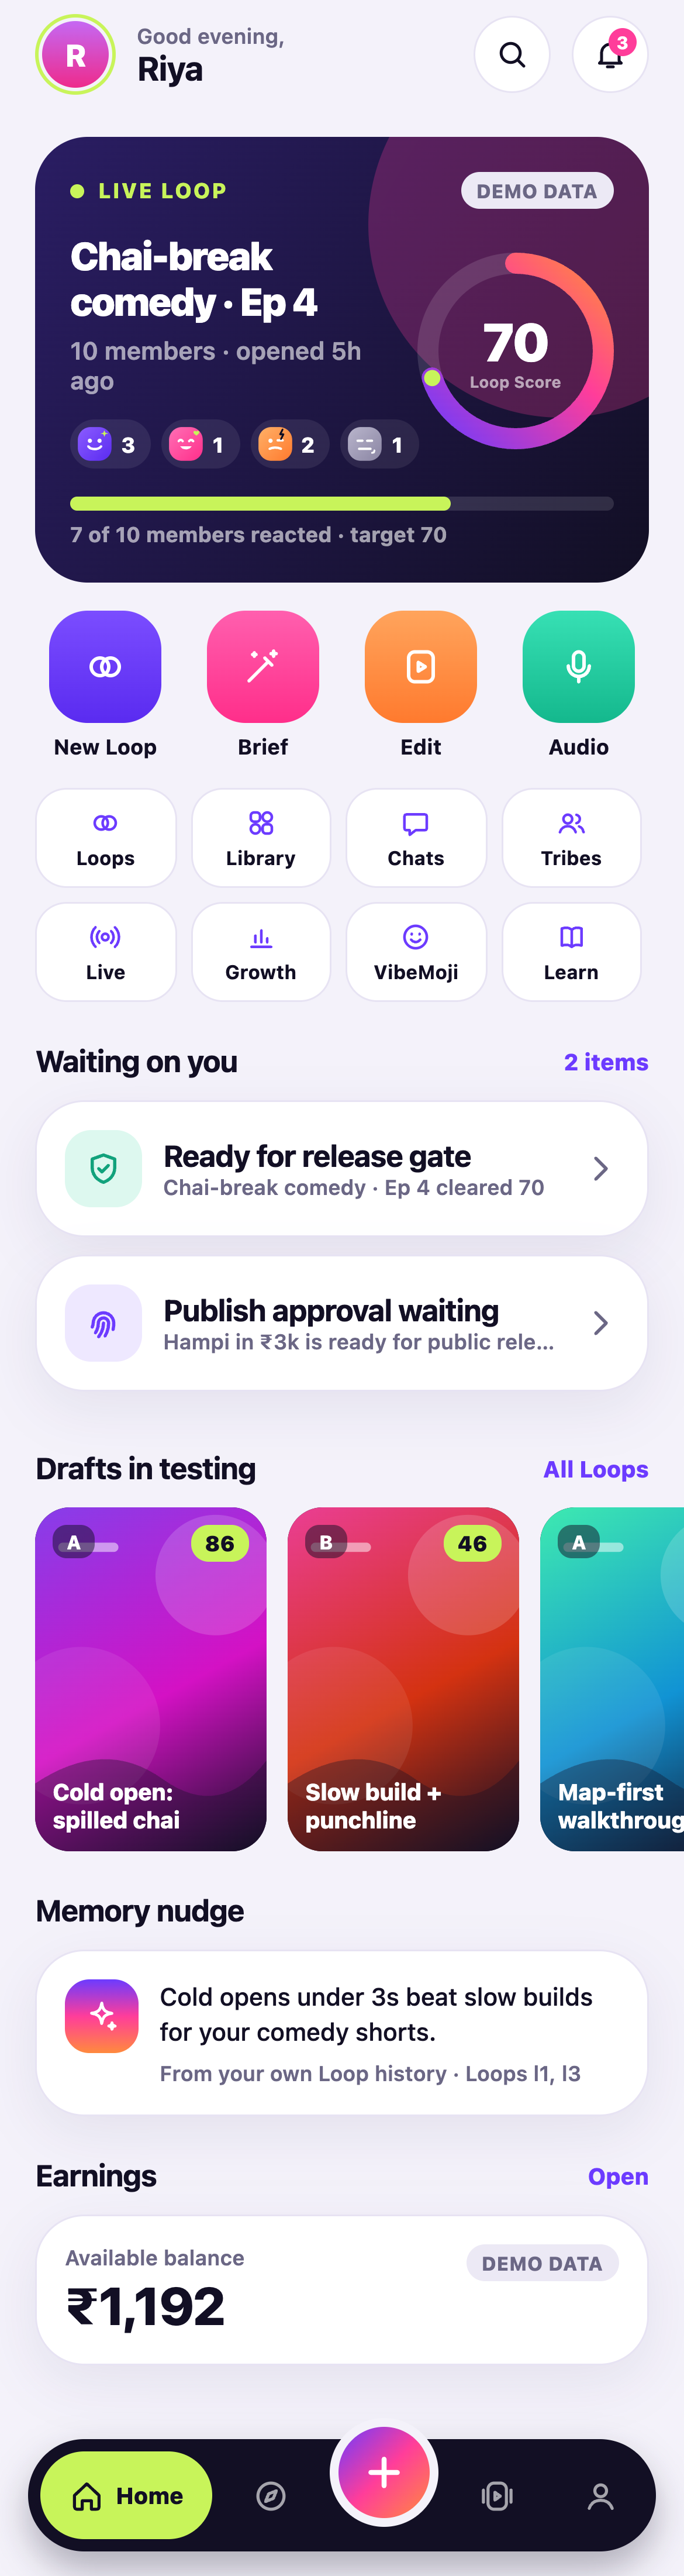 R
Good evening,
Riya
3
LIVE LOOP
DEMO DATA
Chai-break
comedy · Ep 4
10 members · opened 5h
ago
70
Loop Score
3
1
2
1
7 of 10 members reacted · target 70
New Loop
Brief
Edit
Audio
Loops
Library
Chats
Tribes
Live
Growth
VibeMoji
Learn
Waiting on you
2 items
Ready for release gate
Chai-break comedy · Ep 4 cleared 70
Publish approval waiting
Hampi in ₹3k is ready for public rele...
Drafts in testing
All Loops
A
86
B
46
A
Cold open:
spilled chai
Slow build +
punchline
Map-first
walkthroug
Memory nudge
Cold opens under 3s beat slow builds
for your comedy shorts.
From your own Loop history · Loops l1, l3
Earnings
Open
Available balance
DEMO DATA
₹1,192
Home